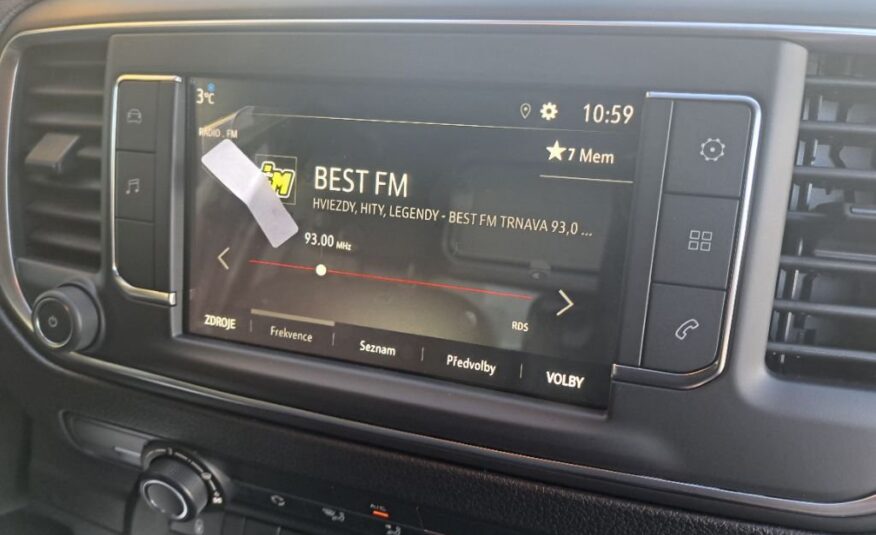 3°C
10:59
RADIO . FM
7 Mem
BEST FM
HVIEZDY, HITY, LEGENDY - BEST FM TRNAVA 93,0 ...
93.00 MHz
RDS
ZDROJE
Frekvence
Seznam
Předvolby
VOLBY
A/C